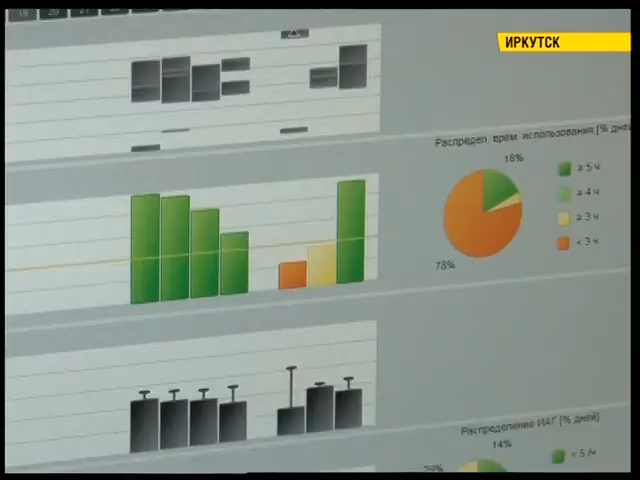 ИРКУТСК
Распредел. врем. использования [% дней
18%
≥ 5 ч
≥ 4 ч
≥ 3 ч
< 3 ч
78%
Распределение ИАГ [% дней]
14%
< 5 /ч